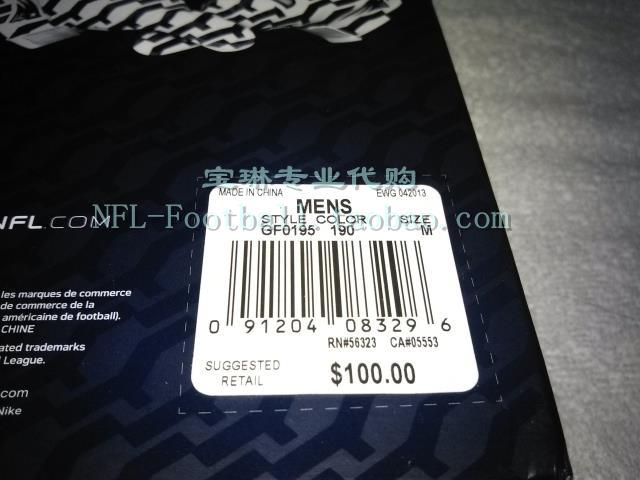 宝琳专业代购
MADE IN CHINA EWG 042013
MENS
NFL-Football.taobao.com
NFL.COM
STYLE COLOR SIZE
GF0195 190 M
les marques de commerce
de commerce de la
américaine de football).
CHINE
0 91204 08329 6
RN#56323 CA#05553
trademarks
League.
SUGGESTED
RETAIL
$100.00
.com
Nike